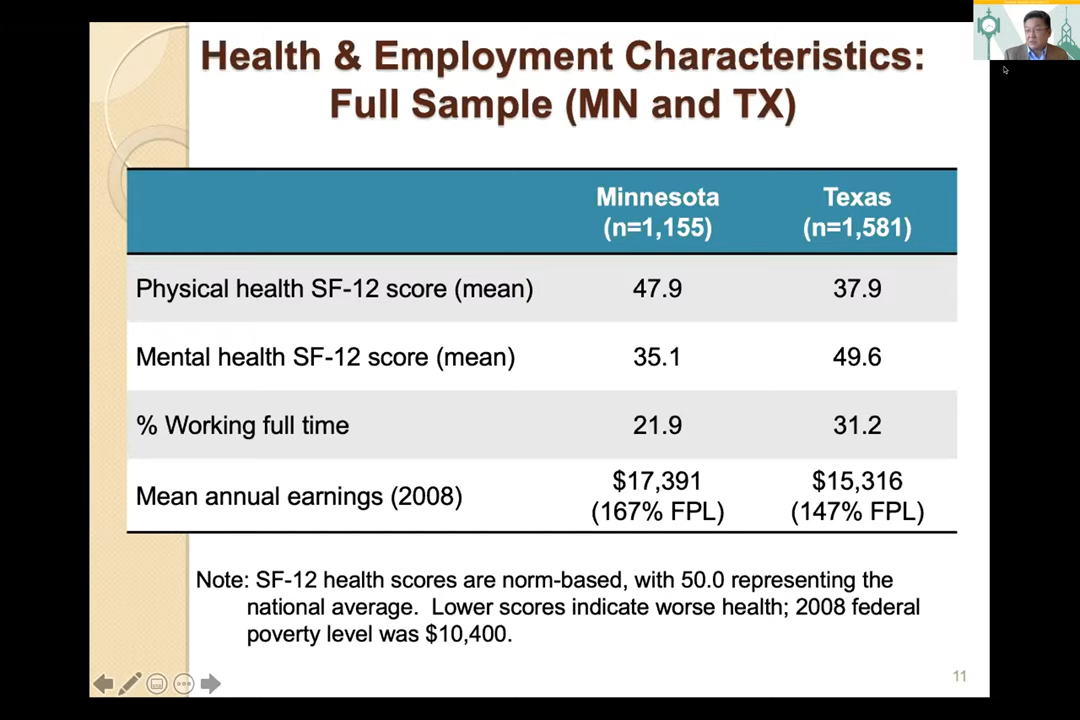 Health & Employment Characteristics:
Full Sample (MN and TX)
Minnesota Texas
(n=1,155) (n=1,581)
Physical health SF-12 score (mean) 47.9 37.9
Mental health SF-12 score (mean) 35.1 49.6
% Working full time 21.9 31.2
Mean annual earnings (2008) $17,391 $15,316
(167% FPL) (147% FPL)
Note: SF-12 health scores are norm-based, with 50.0 representing the
national average. Lower scores indicate worse health; 2008 federal
poverty level was $10,400.
11